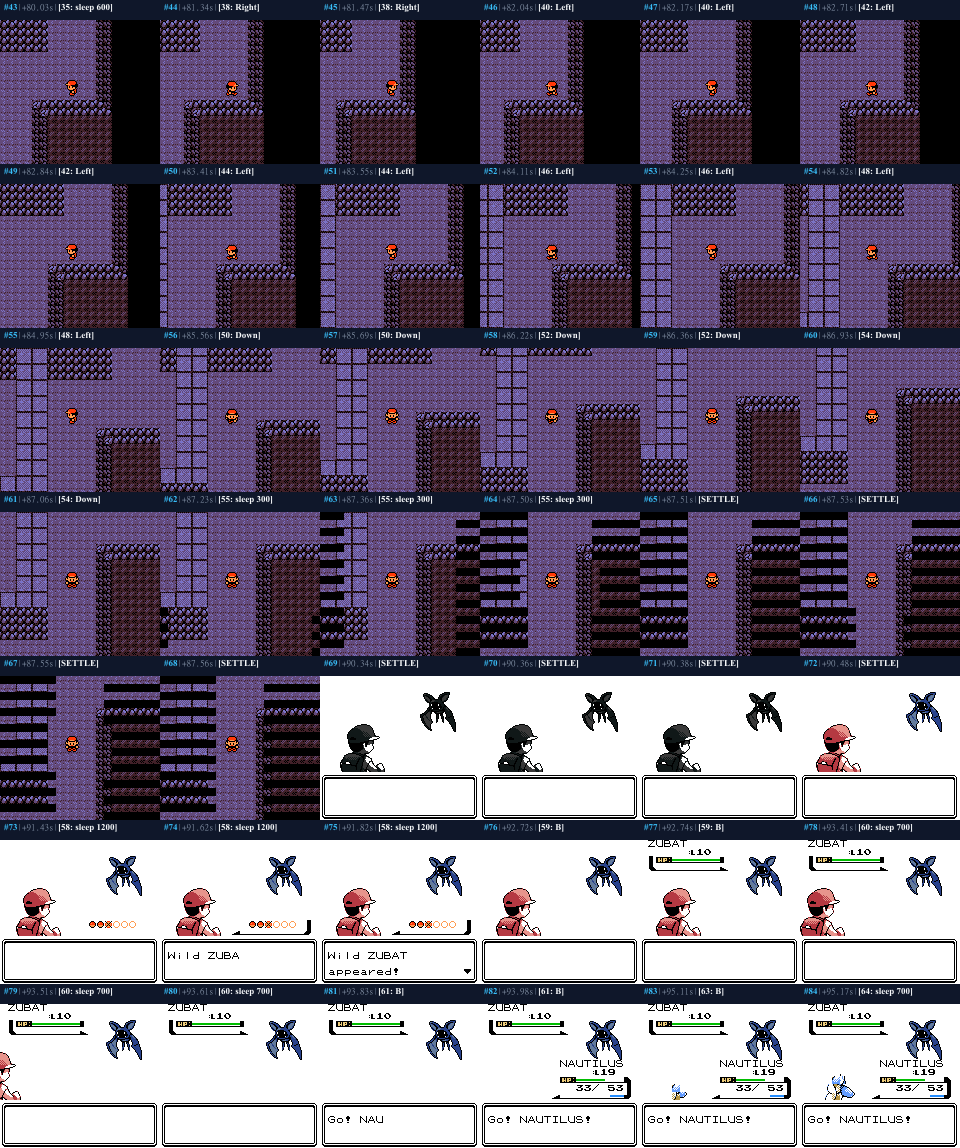 #43|+80.03s| [35: sleep 600]
#44|+81.34s| [38: Right]
#45|+81.47s| [38: Right]
#46|+82.04s| [40: Left]
#47|+82.17s| [40: Left]
#48|+82.71s| [42: Left]
#49|+82.84s| [42: Left]
#50|+83.41s| [44: Left]
#51|+83.55s| [44: Left]
#52|+84.11s| [46: Left]
#53|+84.25s| [46: Left]
#54|+84.82s| [48: Left]
#55|+84.95s| [48: Left]
#56|+85.56s| [50: Down]
#57|+85.69s| [50: Down]
#58|+86.22s| [52: Down]
#59|+86.36s| [52: Down]
#60|+86.93s| [54: Down]
#61|+87.06s| [54: Down]
#62|+87.23s| [55: sleep 300]
#63|+87.36s| [55: sleep 300]
#64|+87.50s| [55: sleep 300]
#65|+87.51s| [SETTLE]
#66|+87.53s| [SETTLE]
#67|+87.55s| [SETTLE]
#68|+87.56s| [SETTLE]
#69|+90.34s| [SETTLE]
#70|+90.36s| [SETTLE]
#71|+90.38s| [SETTLE]
#72|+90.48s| [SETTLE]
#73|+91.43s| [58: sleep 1200]
#74|+91.62s| [58: sleep 1200]
Wild ZUBA
#75|+91.82s| [58: sleep 1200]
Wild ZUBAT
appeared!
#76|+92.72s| [59: B]
#77|+92.74s| [59: B]
ZUBAT
:L10
HP:
#78|+93.41s| [60: sleep 700]
ZUBAT
:L10
HP:
#79|+93.51s| [60: sleep 700]
ZUBAT
:L10
HP:
#80|+93.61s| [60: sleep 700]
ZUBAT
:L10
HP:
#81|+93.83s| [61: B]
ZUBAT
:L10
HP:
Go! NAU
#82|+93.98s| [61: B]
ZUBAT
:L10
HP:
NAUTILUS
:L19
HP:
33/ 53
Go! NAUTILUS!
#83|+95.11s| [63: B]
ZUBAT
:L10
HP:
NAUTILUS
:L19
HP:
33/ 53
Go! NAUTILUS!
#84|+95.17s| [64: sleep 700]
ZUBAT
:L10
HP:
NAUTILUS
:L19
HP:
33/ 53
Go! NAUTILUS!